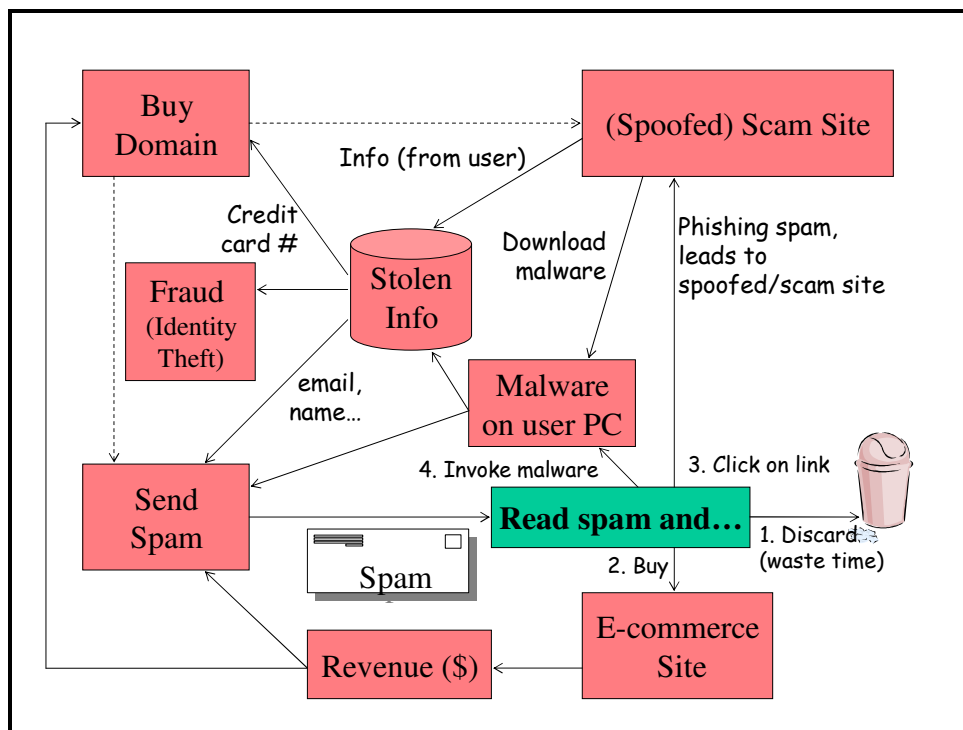 Buy
Domain
(Spoofed) Scam Site
Info (from user)
Credit
card #
Download
malware
Phishing spam,
leads to
spoofed/scam site
Stolen
Info
Fraud
(Identity
Theft)
email,
name…
Malware
on user PC
4. Invoke malware
3. Click on link
Send
Spam
Read spam and…
1. Discard
(waste time)
Spam
2. Buy
E-commerce
Site
Revenue ($)